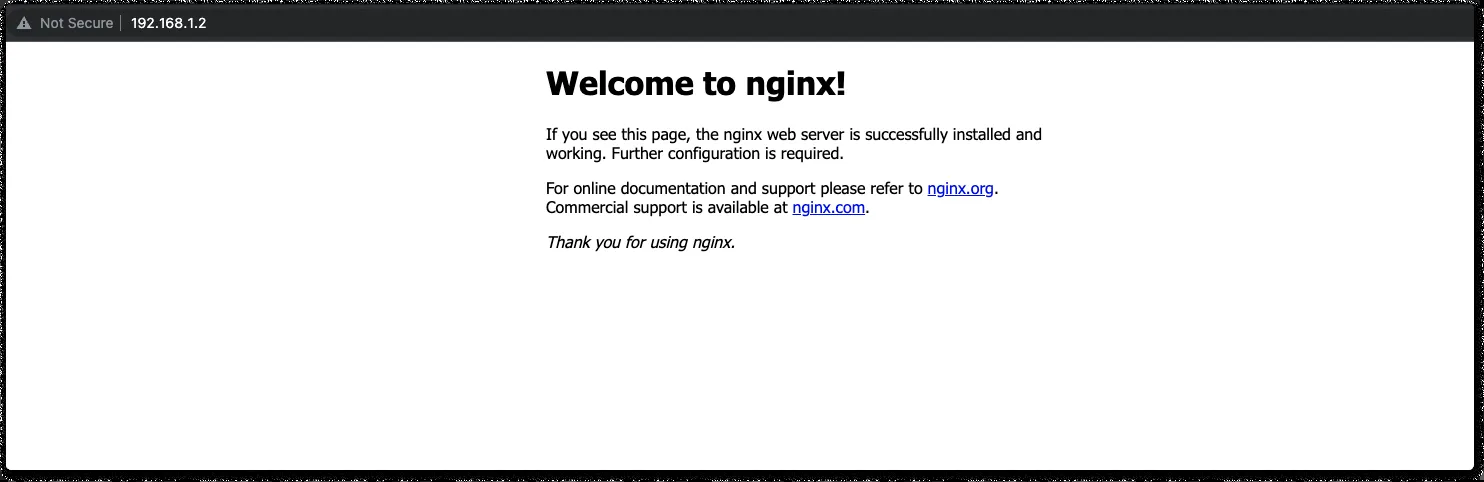 Not Secure | 192.168.1.2
Welcome to nginx!
If you see this page, the nginx web server is successfully installed and
working. Further configuration is required.
For online documentation and support please refer to nginx.org.
Commercial support is available at nginx.com.
Thank you for using nginx.